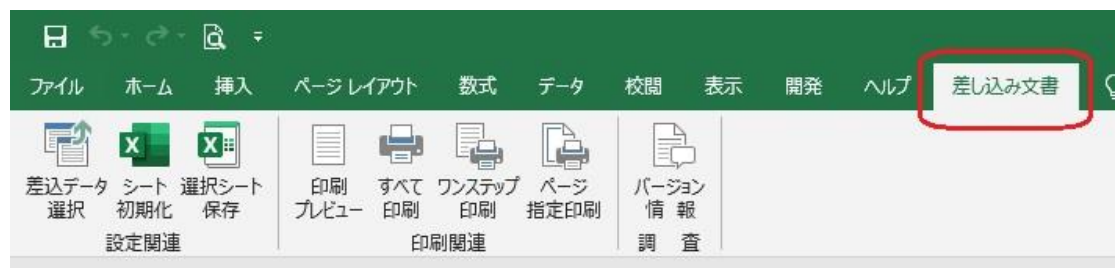 ファイル ホーム 挿入 ページ レイアウト 数式 データ 校閲 表示 開発 ヘルプ 差し込み文書
差込データ選択
シート初期化
選択シート保存
設定関連
印刷プレビュー
すべて印刷
ワンステップ印刷
ページ指定印刷
印刷関連
バージョン情 報
調 査